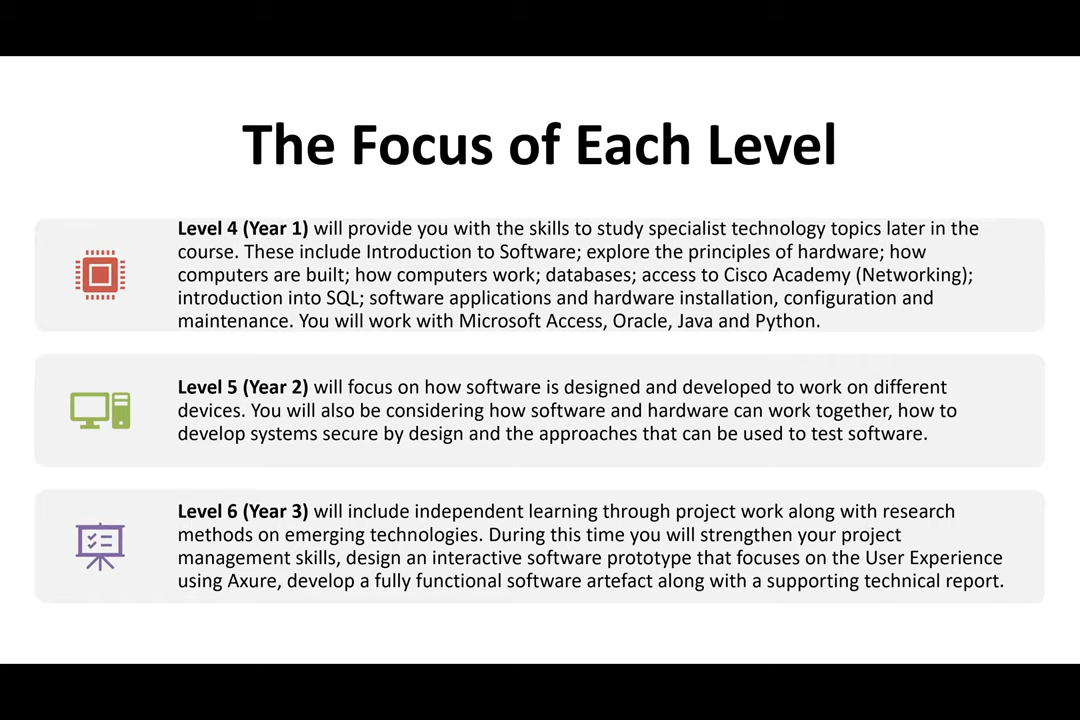 The Focus of Each Level
Level 4 (Year 1) will provide you with the skills to study specialist technology topics later in the
course. These include Introduction to Software; explore the principles of hardware; how
computers are built; how computers work; databases; access to Cisco Academy (Networking);
introduction into SQL; software applications and hardware installation, configuration and
maintenance. You will work with Microsoft Access, Oracle, Java and Python.
Level 5 (Year 2) will focus on how software is designed and developed to work on different
devices. You will also be considering how software and hardware can work together, how to
develop systems secure by design and the approaches that can be used to test software.
Level 6 (Year 3) will include independent learning through project work along with research
methods on emerging technologies. During this time you will strengthen your project
management skills, design an interactive software prototype that focuses on the User Experience
using Axure, develop a fully functional software artefact along with a supporting technical report.